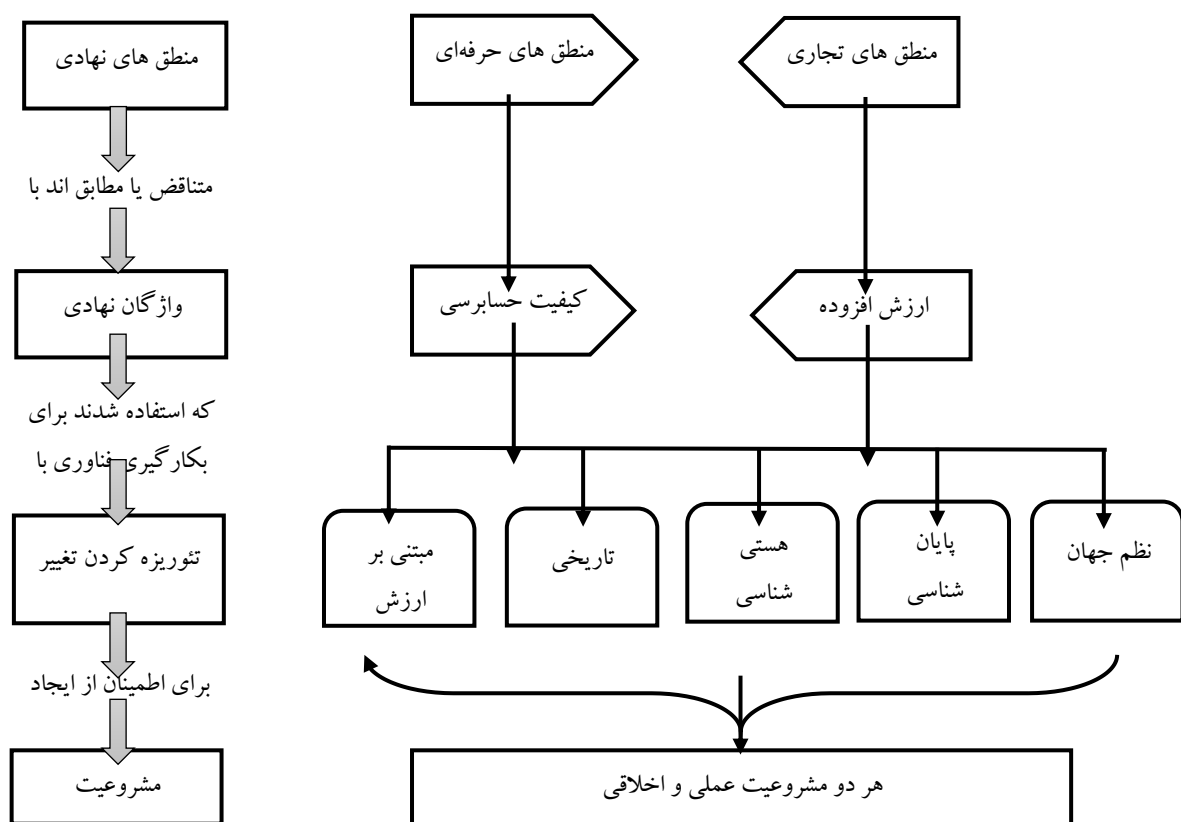 منطق های نهادی
منطق های حرفه‌ای
منطق های تجاری
متناقض یا مطابق اند با
واژگان نهادی
کیفیت حسابرسی
ارزش افزوده
که استفاده شدند برای
بکارگیری فناوری با
تئوریزه کردن تغییر
مبتنی بر
ارزش
تاریخی
هستی
شناسی
پایان
شناسی
نظم جهان
برای اطمینان از ایجاد
مشروعیت
هر دو مشروعیت عملی و اخلاقی